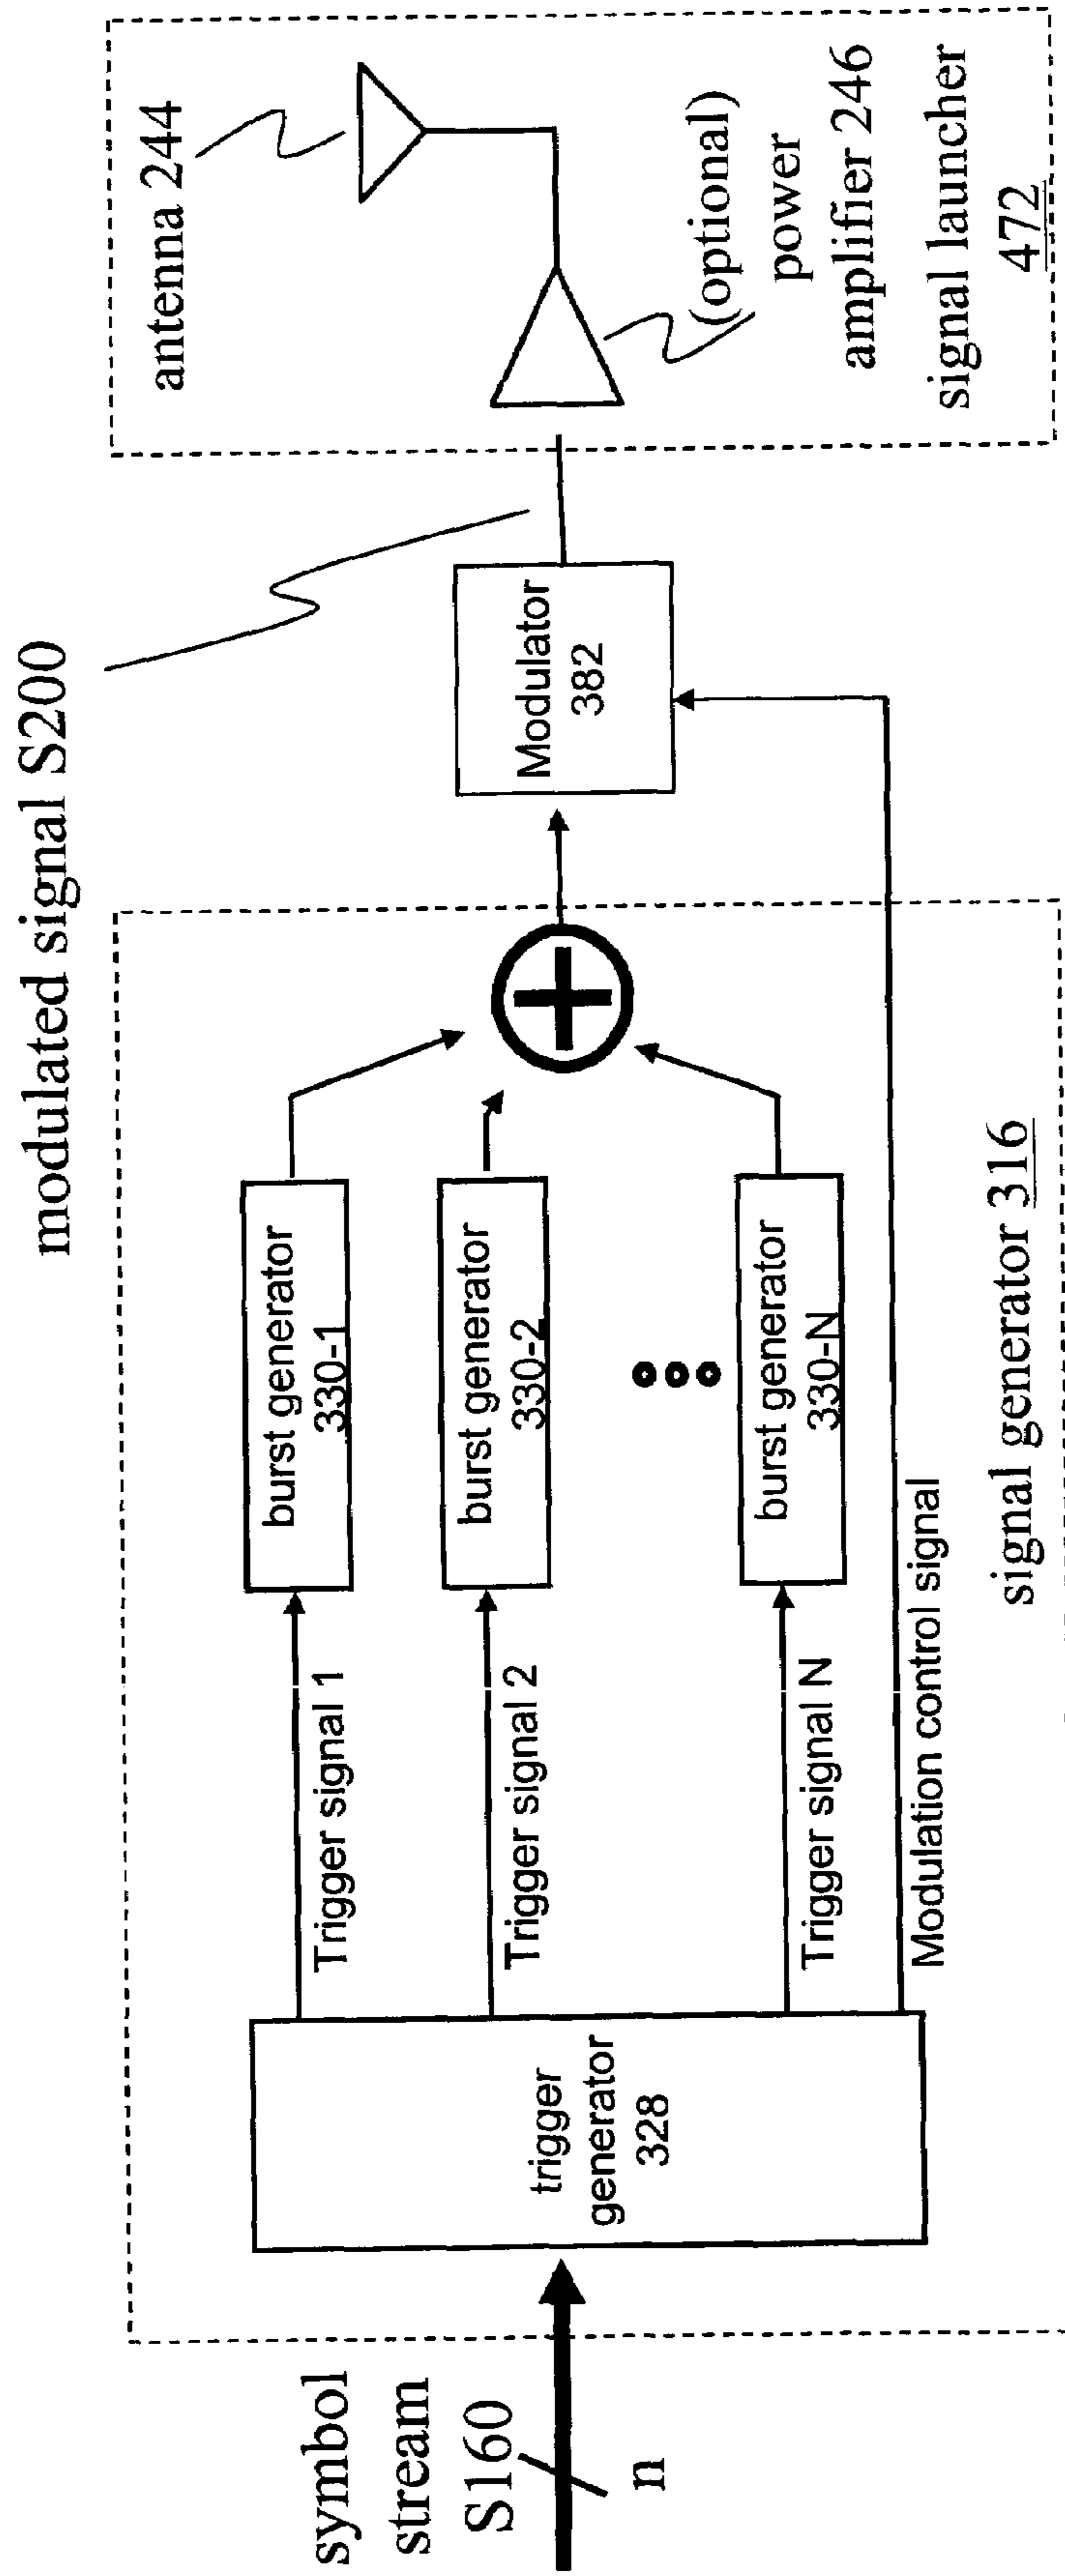 modulated signal S200
antenna 244
(optional)
power
amplifier 246
signal launcher
472
Modulator
382
burst generator
330-1
burst generator
330-2
burst generator
330-N
signal generator 316
Trigger signal 1
Trigger signal 2
Trigger signal N
Modulation control signal
trigger
generator
328
symbol
stream
S160
n